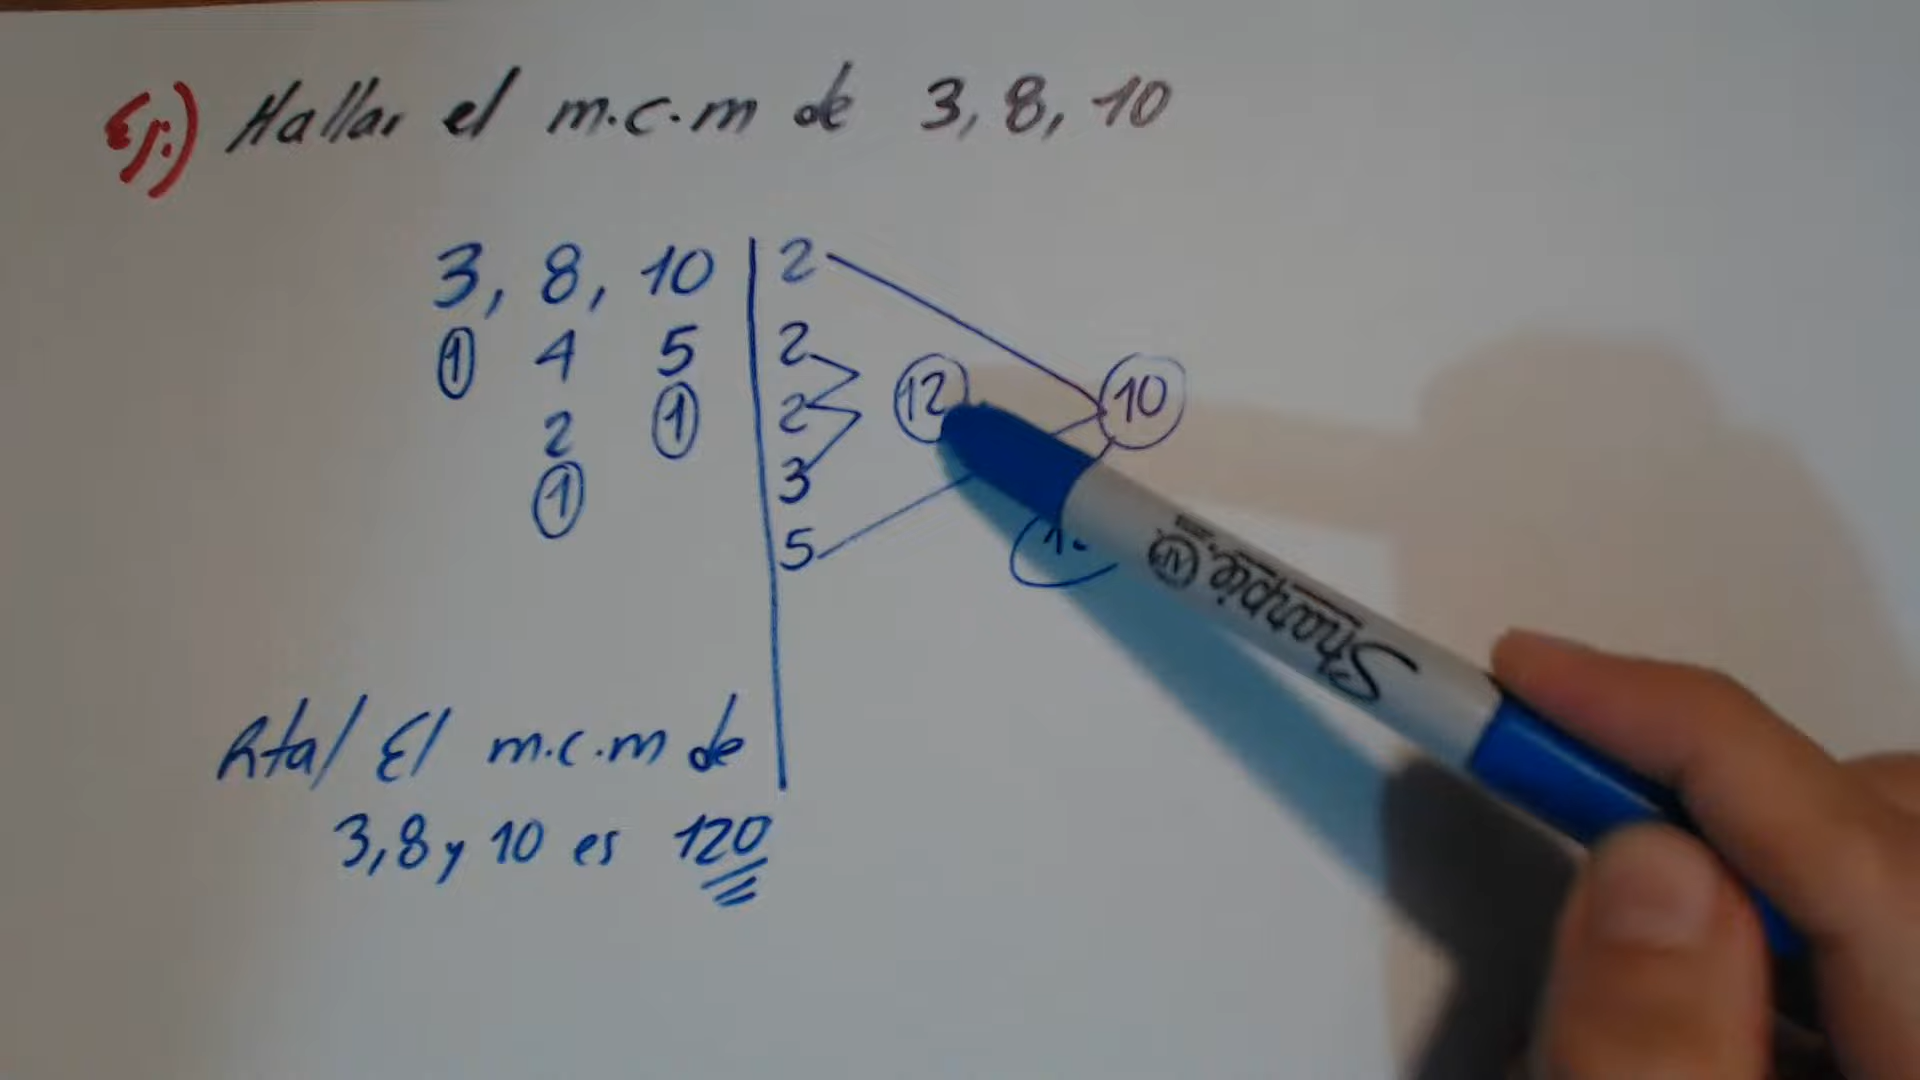 Ej:) Hallar el m.c.m de 3, 8, 10
3, 8, 10 | 2
1 4 5 2
2 1 2
1 3
5
12 10
Rta/ El m.c.m de
3, 8 y 10 es 120
Sharpie